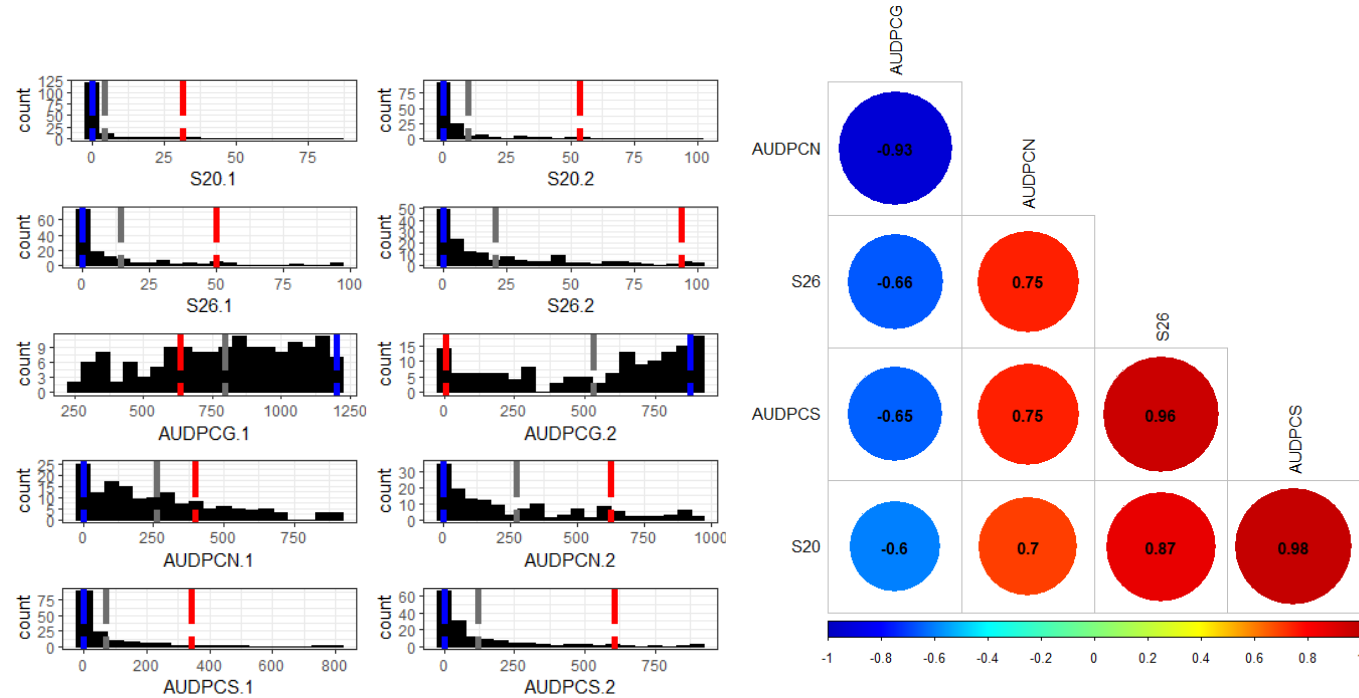 count
125
100
75
50
25
0
0 25 50 75
S20.1
count
75
50
25
0
0 25 50 75 100
S20.2
count
60
40
20
0
0 25 50 75 100
S26.1
count
50
40
30
20
10
0
0 25 50 75 100
S26.2
count
9
6
3
0
250 500 750 1000 1250
AUDPCG.1
count
15
10
5
0
0 250 500 750
AUDPCG.2
count
25
20
15
10
5
0
0 250 500 750
AUDPCN.1
count
30
20
10
0
0 250 500 750 1000
AUDPCN.2
count
75
50
25
0
0 200 400 600 800
AUDPCS.1
count
60
40
20
0
0 250 500 750
AUDPCS.2
AUDPCG
AUDPCN -0.93 AUDPCN
S26 -0.66 0.75 S26
AUDPCS -0.65 0.75 0.96 AUDPCS
S20 -0.6 0.7 0.87 0.98
-1 -0.8 -0.6 -0.4 -0.2 0 0.2 0.4 0.6 0.8 1